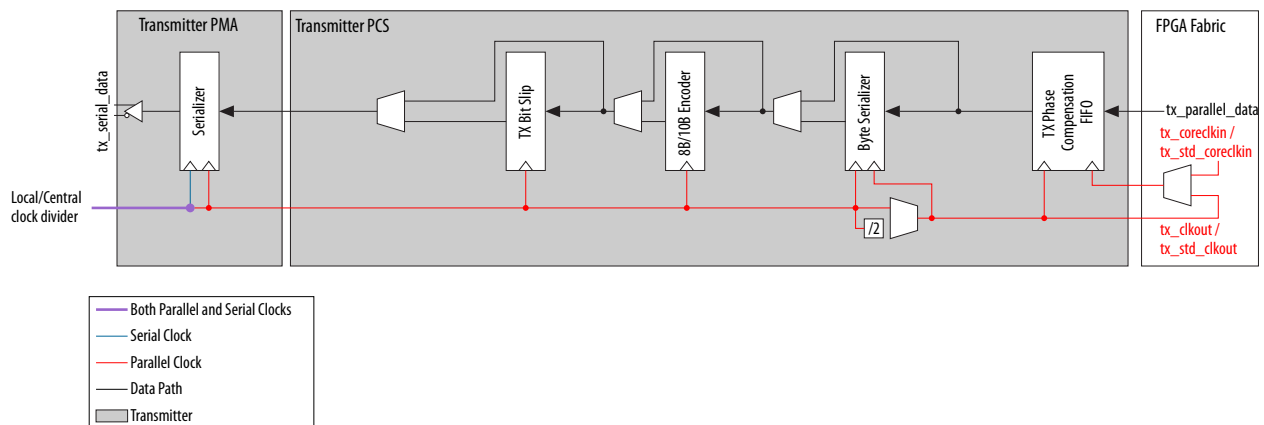 Transmitter PMA
Transmitter PCS
FPGA Fabric
tx_serial_data
Serializer
TX Bit Slip
8B/10B Encoder
Byte Serializer
TX Phase
Compensation
FIFO
tx_parallel_data
tx_coreclkin /
tx_std_coreclkin
Local/Central
clock divider
/2
tx_clkout /
tx_std_clkout
Both Parallel and Serial Clocks
Serial Clock
Parallel Clock
Data Path
Transmitter